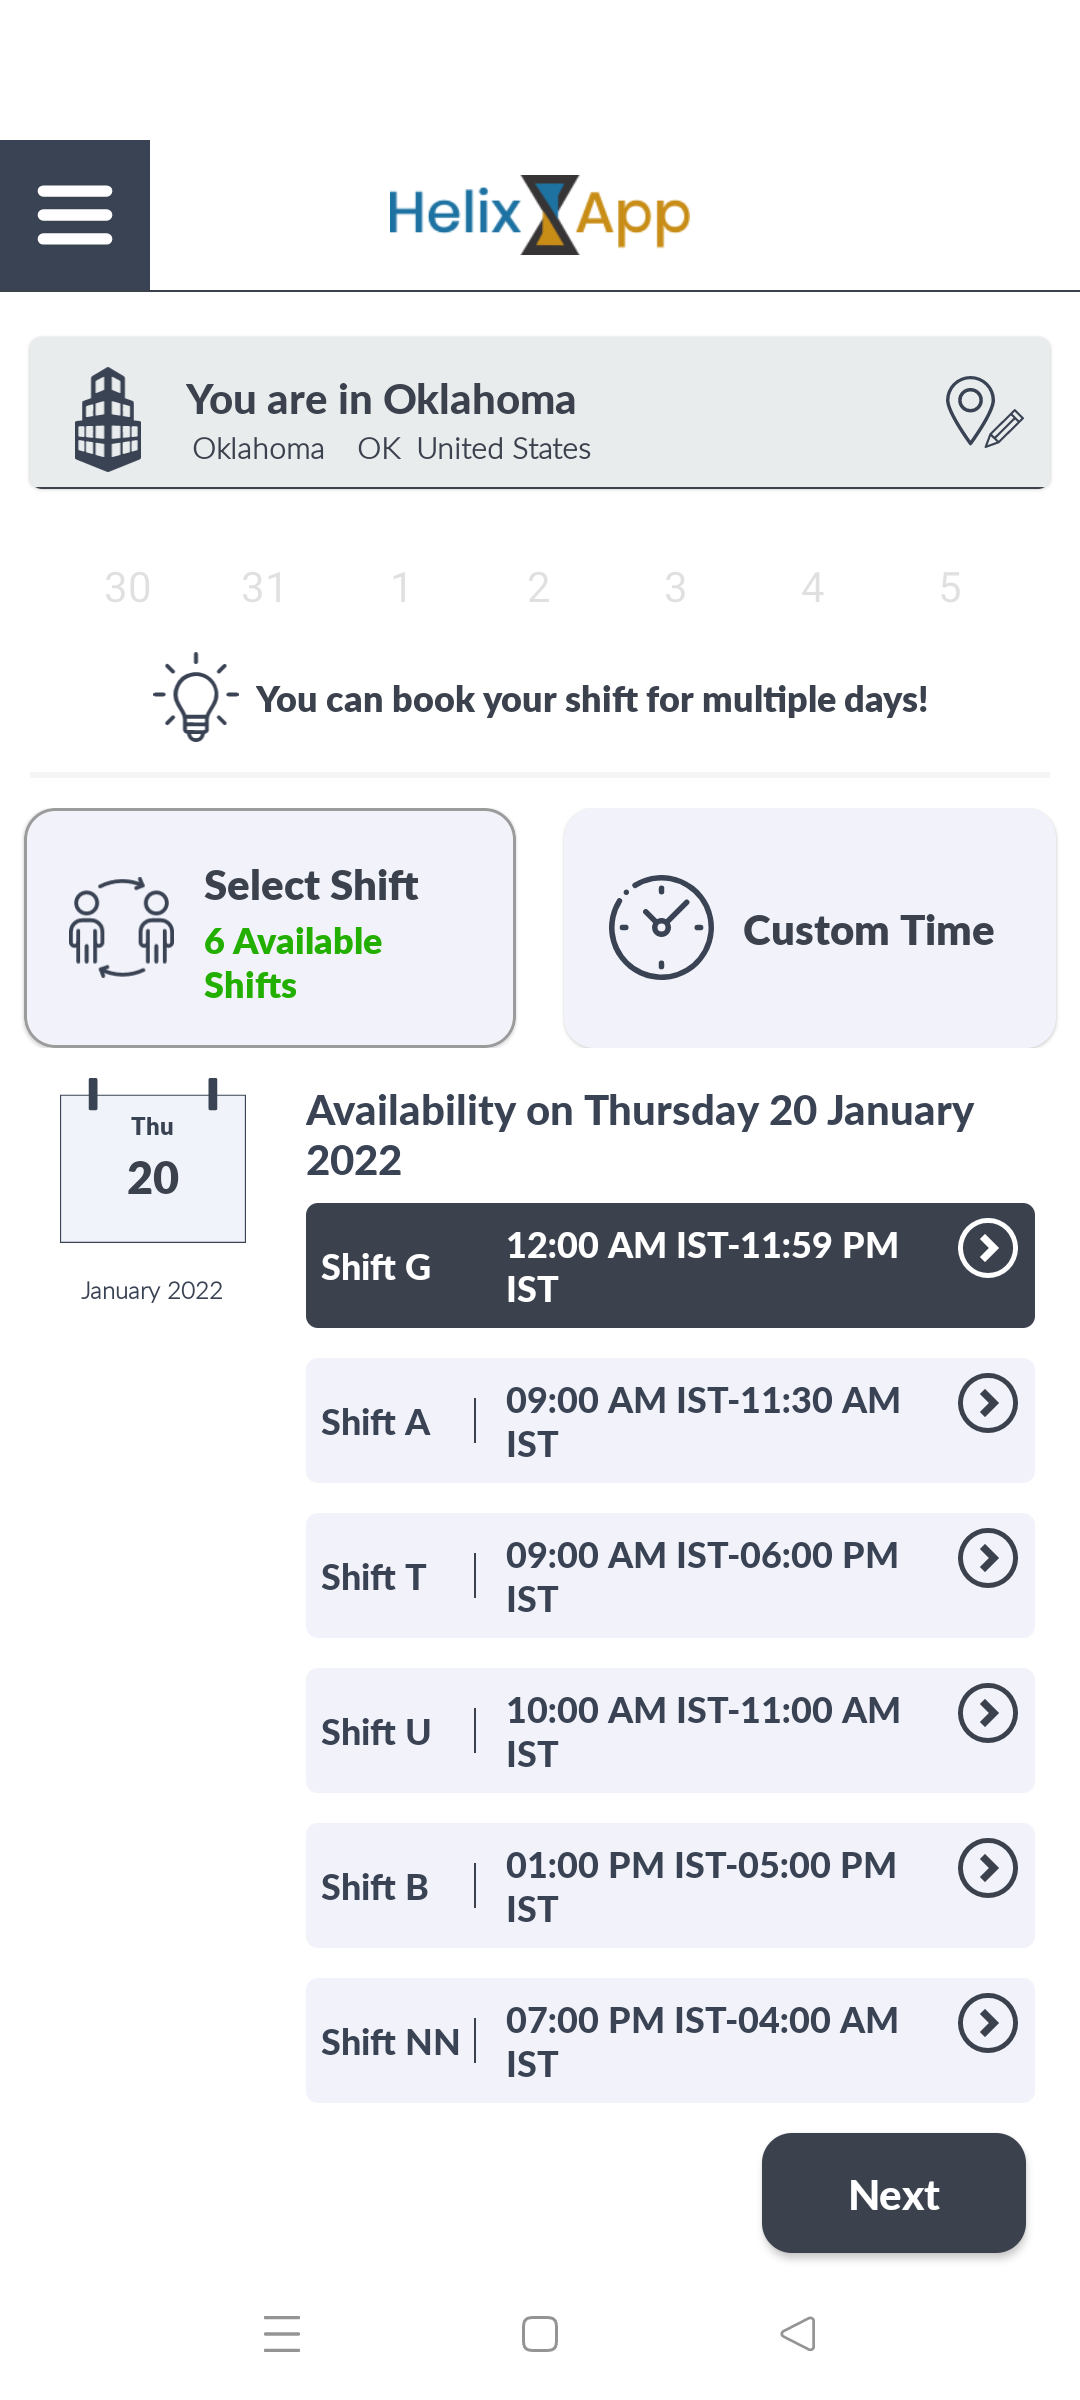 Helix App
You are in Oklahoma
Oklahoma OK United States
30 31 1 2 3 4 5
You can book your shift for multiple days!
Select Shift
6 Available
Shifts
Custom Time
Thu
20
January 2022
Availability on Thursday 20 January
2022
Shift G
12:00 AM IST-11:59 PM
IST
Shift A
09:00 AM IST-11:30 AM
IST
Shift T
09:00 AM IST-06:00 PM
IST
Shift U
10:00 AM IST-11:00 AM
IST
Shift B
01:00 PM IST-05:00 PM
IST
Shift NN
07:00 PM IST-04:00 AM
IST
Next